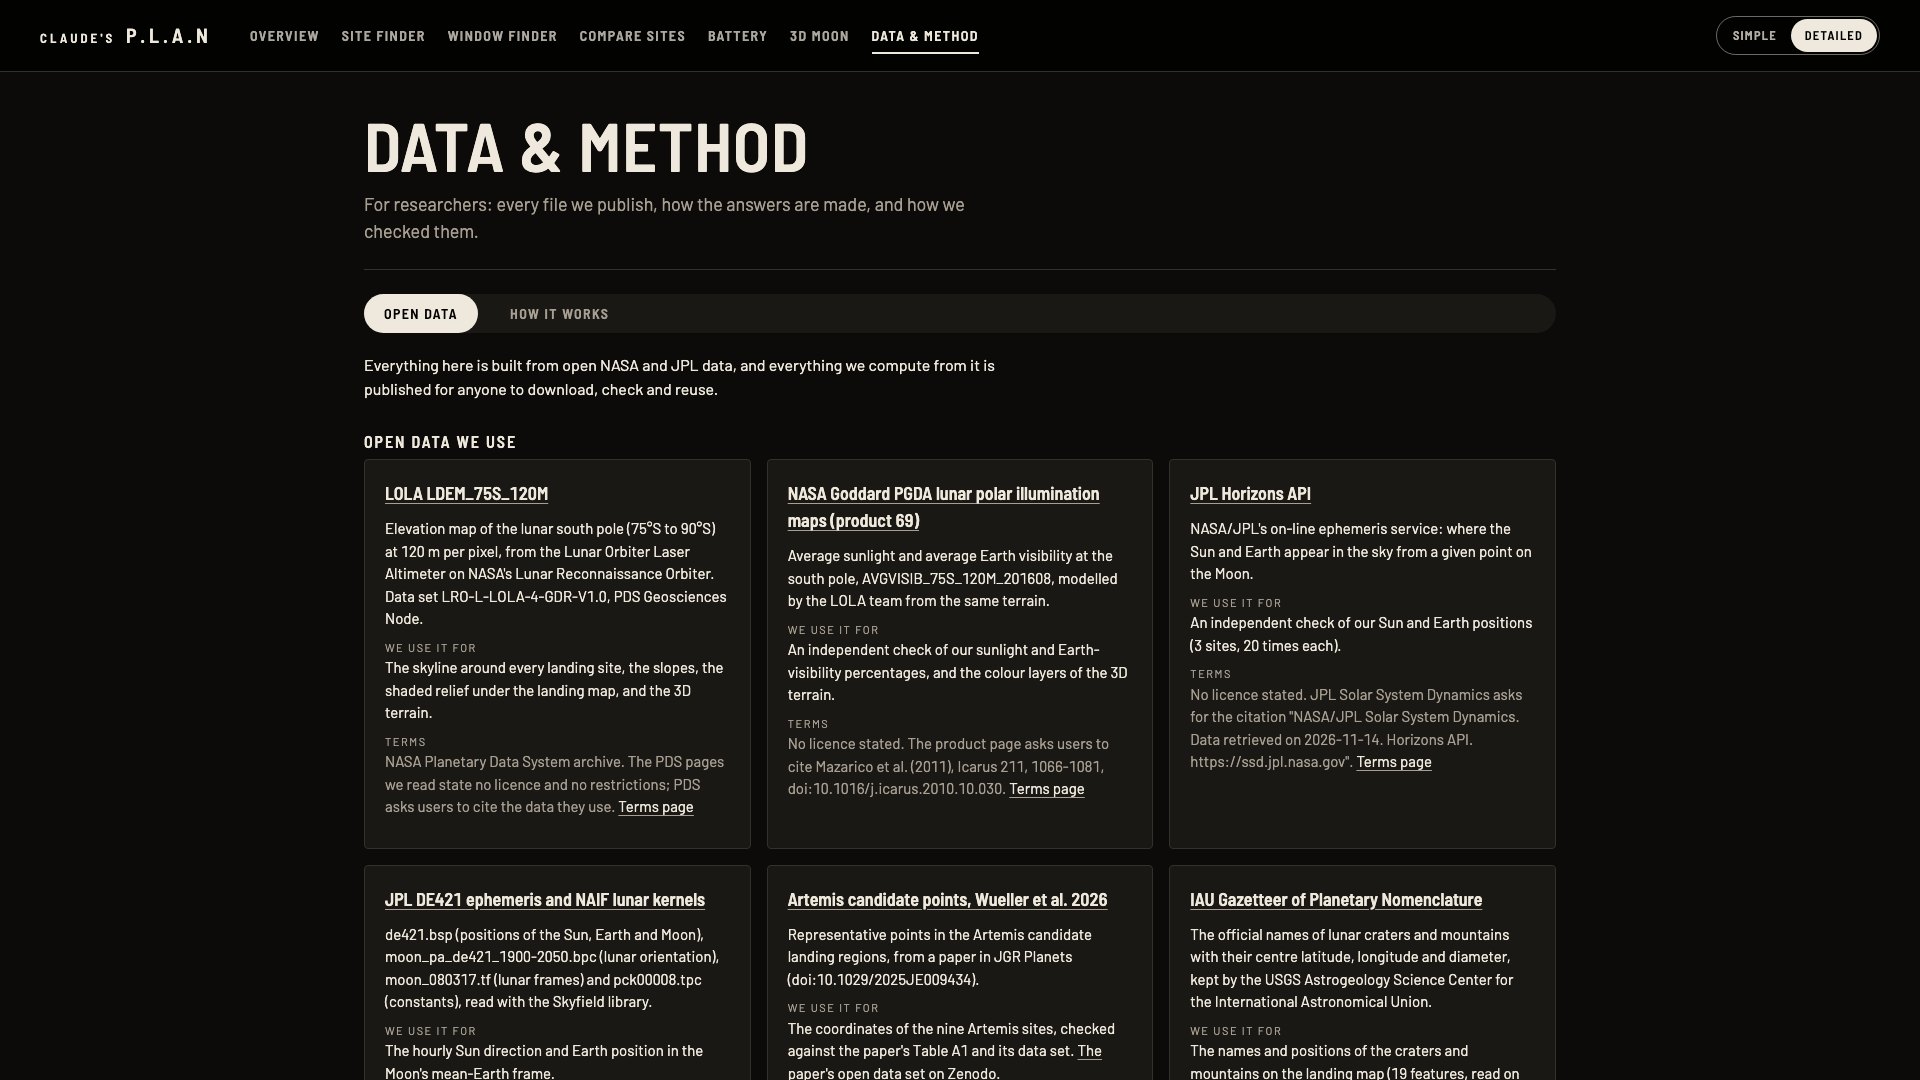 CLAUDE'S P.L.A.N
OVERVIEW
SITE FINDER
WINDOW FINDER
COMPARE SITES
BATTERY
3D MOON
DATA & METHOD
SIMPLE
DETAILED
DATA & METHOD
For researchers: every file we publish, how the answers are made, and how we
checked them.
OPEN DATA
HOW IT WORKS
Everything here is built from open NASA and JPL data, and everything we compute from it is
published for anyone to download, check and reuse.
OPEN DATA WE USE
LOLA LDEM_75S_120M
Elevation map of the lunar south pole (75°S to 90°S)
at 120 m per pixel, from the Lunar Orbiter Laser
Altimeter on NASA's Lunar Reconnaissance Orbiter.
Data set LRO-L-LOLA-4-GDR-V1.0, PDS Geosciences
Node.
WE USE IT FOR
The skyline around every landing site, the slopes, the
shaded relief under the landing map, and the 3D
terrain.
TERMS
NASA Planetary Data System archive. The PDS pages
we read state no licence and no restrictions; PDS
asks users to cite the data they use. Terms page
NASA Goddard PGDA lunar polar illumination
maps (product 69)
Average sunlight and average Earth visibility at the
south pole, AVGVISIB_75S_120M_201608, modelled
by the LOLA team from the same terrain.
WE USE IT FOR
An independent check of our sunlight and Earth-
visibility percentages, and the colour layers of the 3D
terrain.
TERMS
No licence stated. The product page asks users to
cite Mazarico et al. (2011), Icarus 211, 1066-1081,
doi:10.1016/j.icarus.2010.10.030. Terms page
JPL Horizons API
NASA/JPL's on-line ephemeris service: where the
Sun and Earth appear in the sky from a given point on
the Moon.
WE USE IT FOR
An independent check of our Sun and Earth positions
(3 sites, 20 times each).
TERMS
No licence stated. JPL Solar System Dynamics asks
for the citation "NASA/JPL Solar System Dynamics.
Data retrieved on 2026-11-14. Horizons API.
https://ssd.jpl.nasa.gov". Terms page
JPL DE421 ephemeris and NAIF lunar kernels
de421.bsp (positions of the Sun, Earth and Moon),
moon_pa_de421_1900-2050.bpc (lunar orientation),
moon_080317.tf (lunar frames) and pck00008.tpc
(constants), read with the Skyfield library.
WE USE IT FOR
The hourly Sun direction and Earth position in the
Moon's mean-Earth frame.
Artemis candidate points, Wueller et al. 2026
Representative points in the Artemis candidate
landing regions, from a paper in JGR Planets
(doi:10.1029/2025JE009434).
WE USE IT FOR
The coordinates of the nine Artemis sites, checked
against the paper's Table A1 and its data set. The
paper's open data set on Zenodo.
IAU Gazetteer of Planetary Nomenclature
The official names of lunar craters and mountains
with their centre latitude, longitude and diameter,
kept by the USGS Astrogeology Science Center for
the International Astronomical Union.
WE USE IT FOR
The names and positions of the craters and
mountains on the landing map (19 features, read on